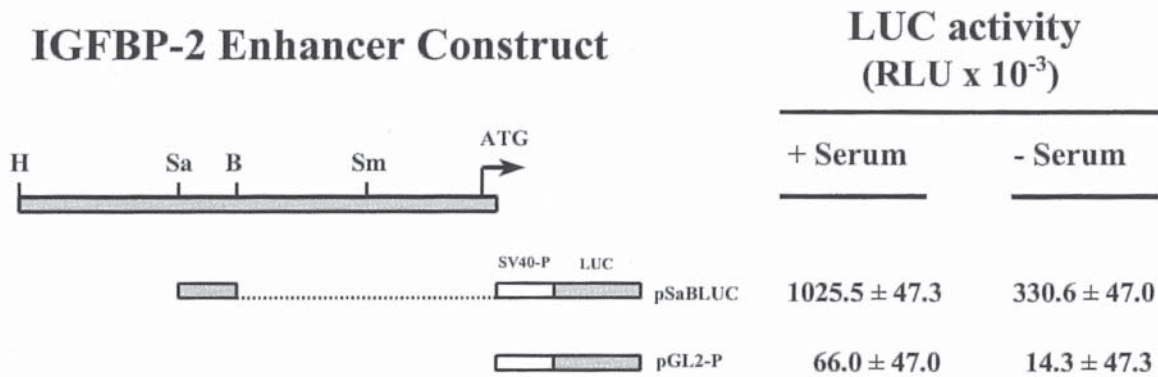 IGFBP-2 Enhancer Construct
LUC activity
(RLU x 10⁻³)
+ Serum - Serum
H Sa B Sm ATG
SV40-P LUC
pSaBLUC 1025.5 ± 47.3 330.6 ± 47.0
pGL2-P 66.0 ± 47.0 14.3 ± 47.3